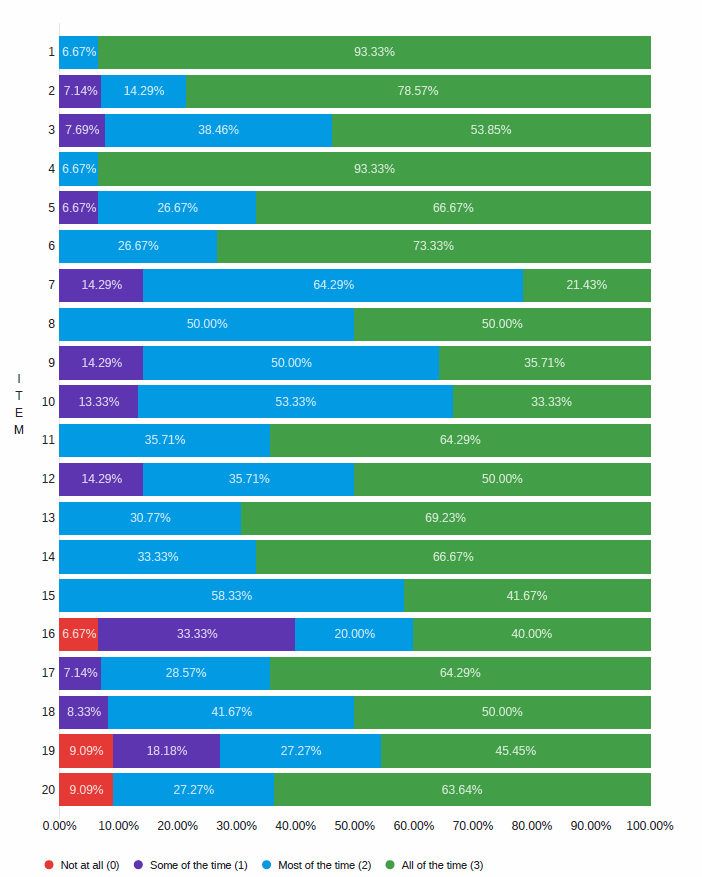 1 6.67% 93.33%
2 7.14% 14.29% 78.57%
3 7.69% 38.46% 53.85%
4 6.67% 93.33%
5 6.67% 26.67% 66.67%
6 26.67% 73.33%
7 14.29% 64.29% 21.43%
8 50.00% 50.00%
9 14.29% 50.00% 35.71%
I
T
E
M
10 13.33% 53.33% 33.33%
11 35.71% 64.29%
12 14.29% 35.71% 50.00%
13 30.77% 69.23%
14 33.33% 66.67%
15 58.33% 41.67%
16 6.67% 33.33% 20.00% 40.00%
17 7.14% 28.57% 64.29%
18 8.33% 41.67% 50.00%
19 9.09% 18.18% 27.27% 45.45%
20 9.09% 27.27% 63.64%
0.00% 10.00% 20.00% 30.00% 40.00% 50.00% 60.00% 70.00% 80.00% 90.00% 100.00%
Not at all (0) Some of the time (1) Most of the time (2) All of the time (3)